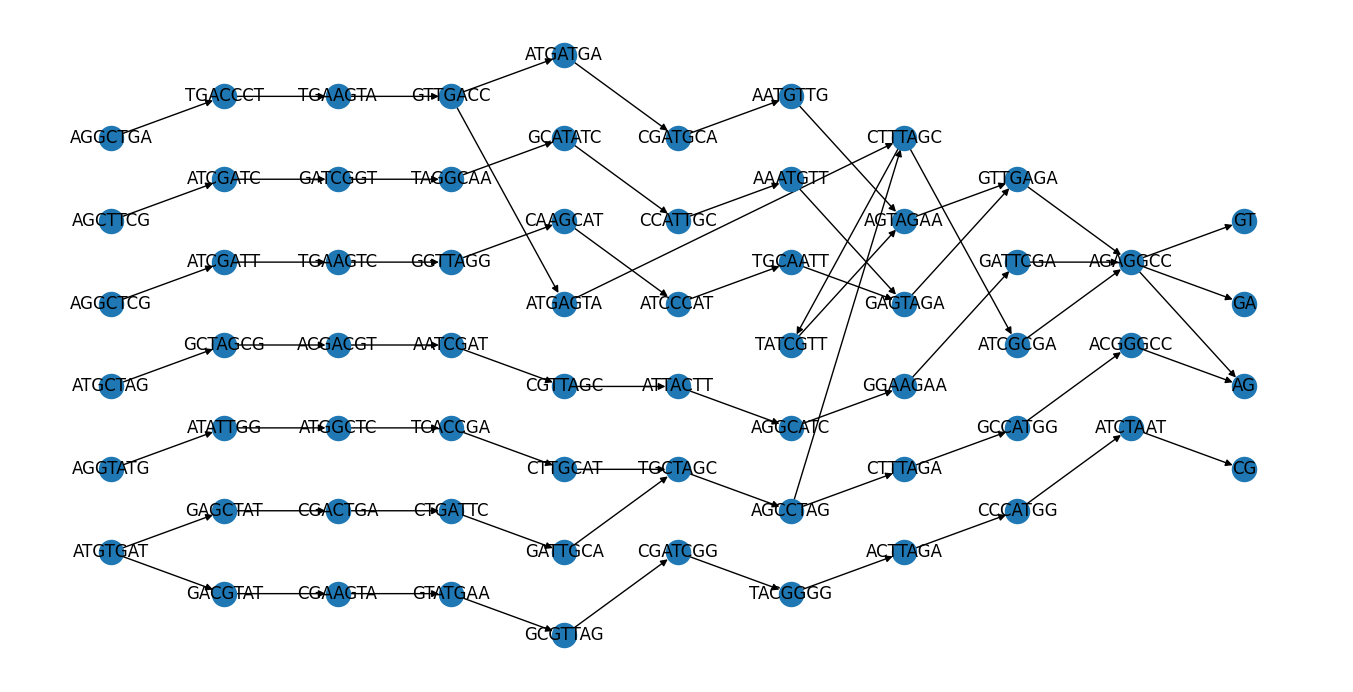 ATGATGA
TGACCCT TGAAGTA GTTGACC AATGTTG
AGGCTGA GCATATC CGATGCA CTTTAGC
ATCGATC GATCGGT TAGGCAA AAATGTT GTTGAGA
AGCTTCG CAAGCAT CCATTGC AGTAGAA GT
ATCGATT TGAAGTC GGTTAGG TGCAATT GATTCGA AGAGGCC
AGGCTCG ATGAGTA ATCCCAT GAGTAGA GA
GCTAGCG ACGACGT AATCGAT TATCGTT ATCGCGA ACGGGCC
ATGCTAG CGTTAGC ATTACTT GGAAGAA AG
ATATTGG ATGGCTC TCACCGA AGGCATC GCCATGG ATCTAAT
AGGTATG CTTGCAT TGCTAGC CTTTAGA CG
GAGCTAT CGACTGA CTGATTC AGCCTAG CCCATGG
ATGTGAT GATTGCA CGATCGG ACTTAGA
GACGTAT CGAAGTA GTATGAA TACGGGG
GCGTTAG